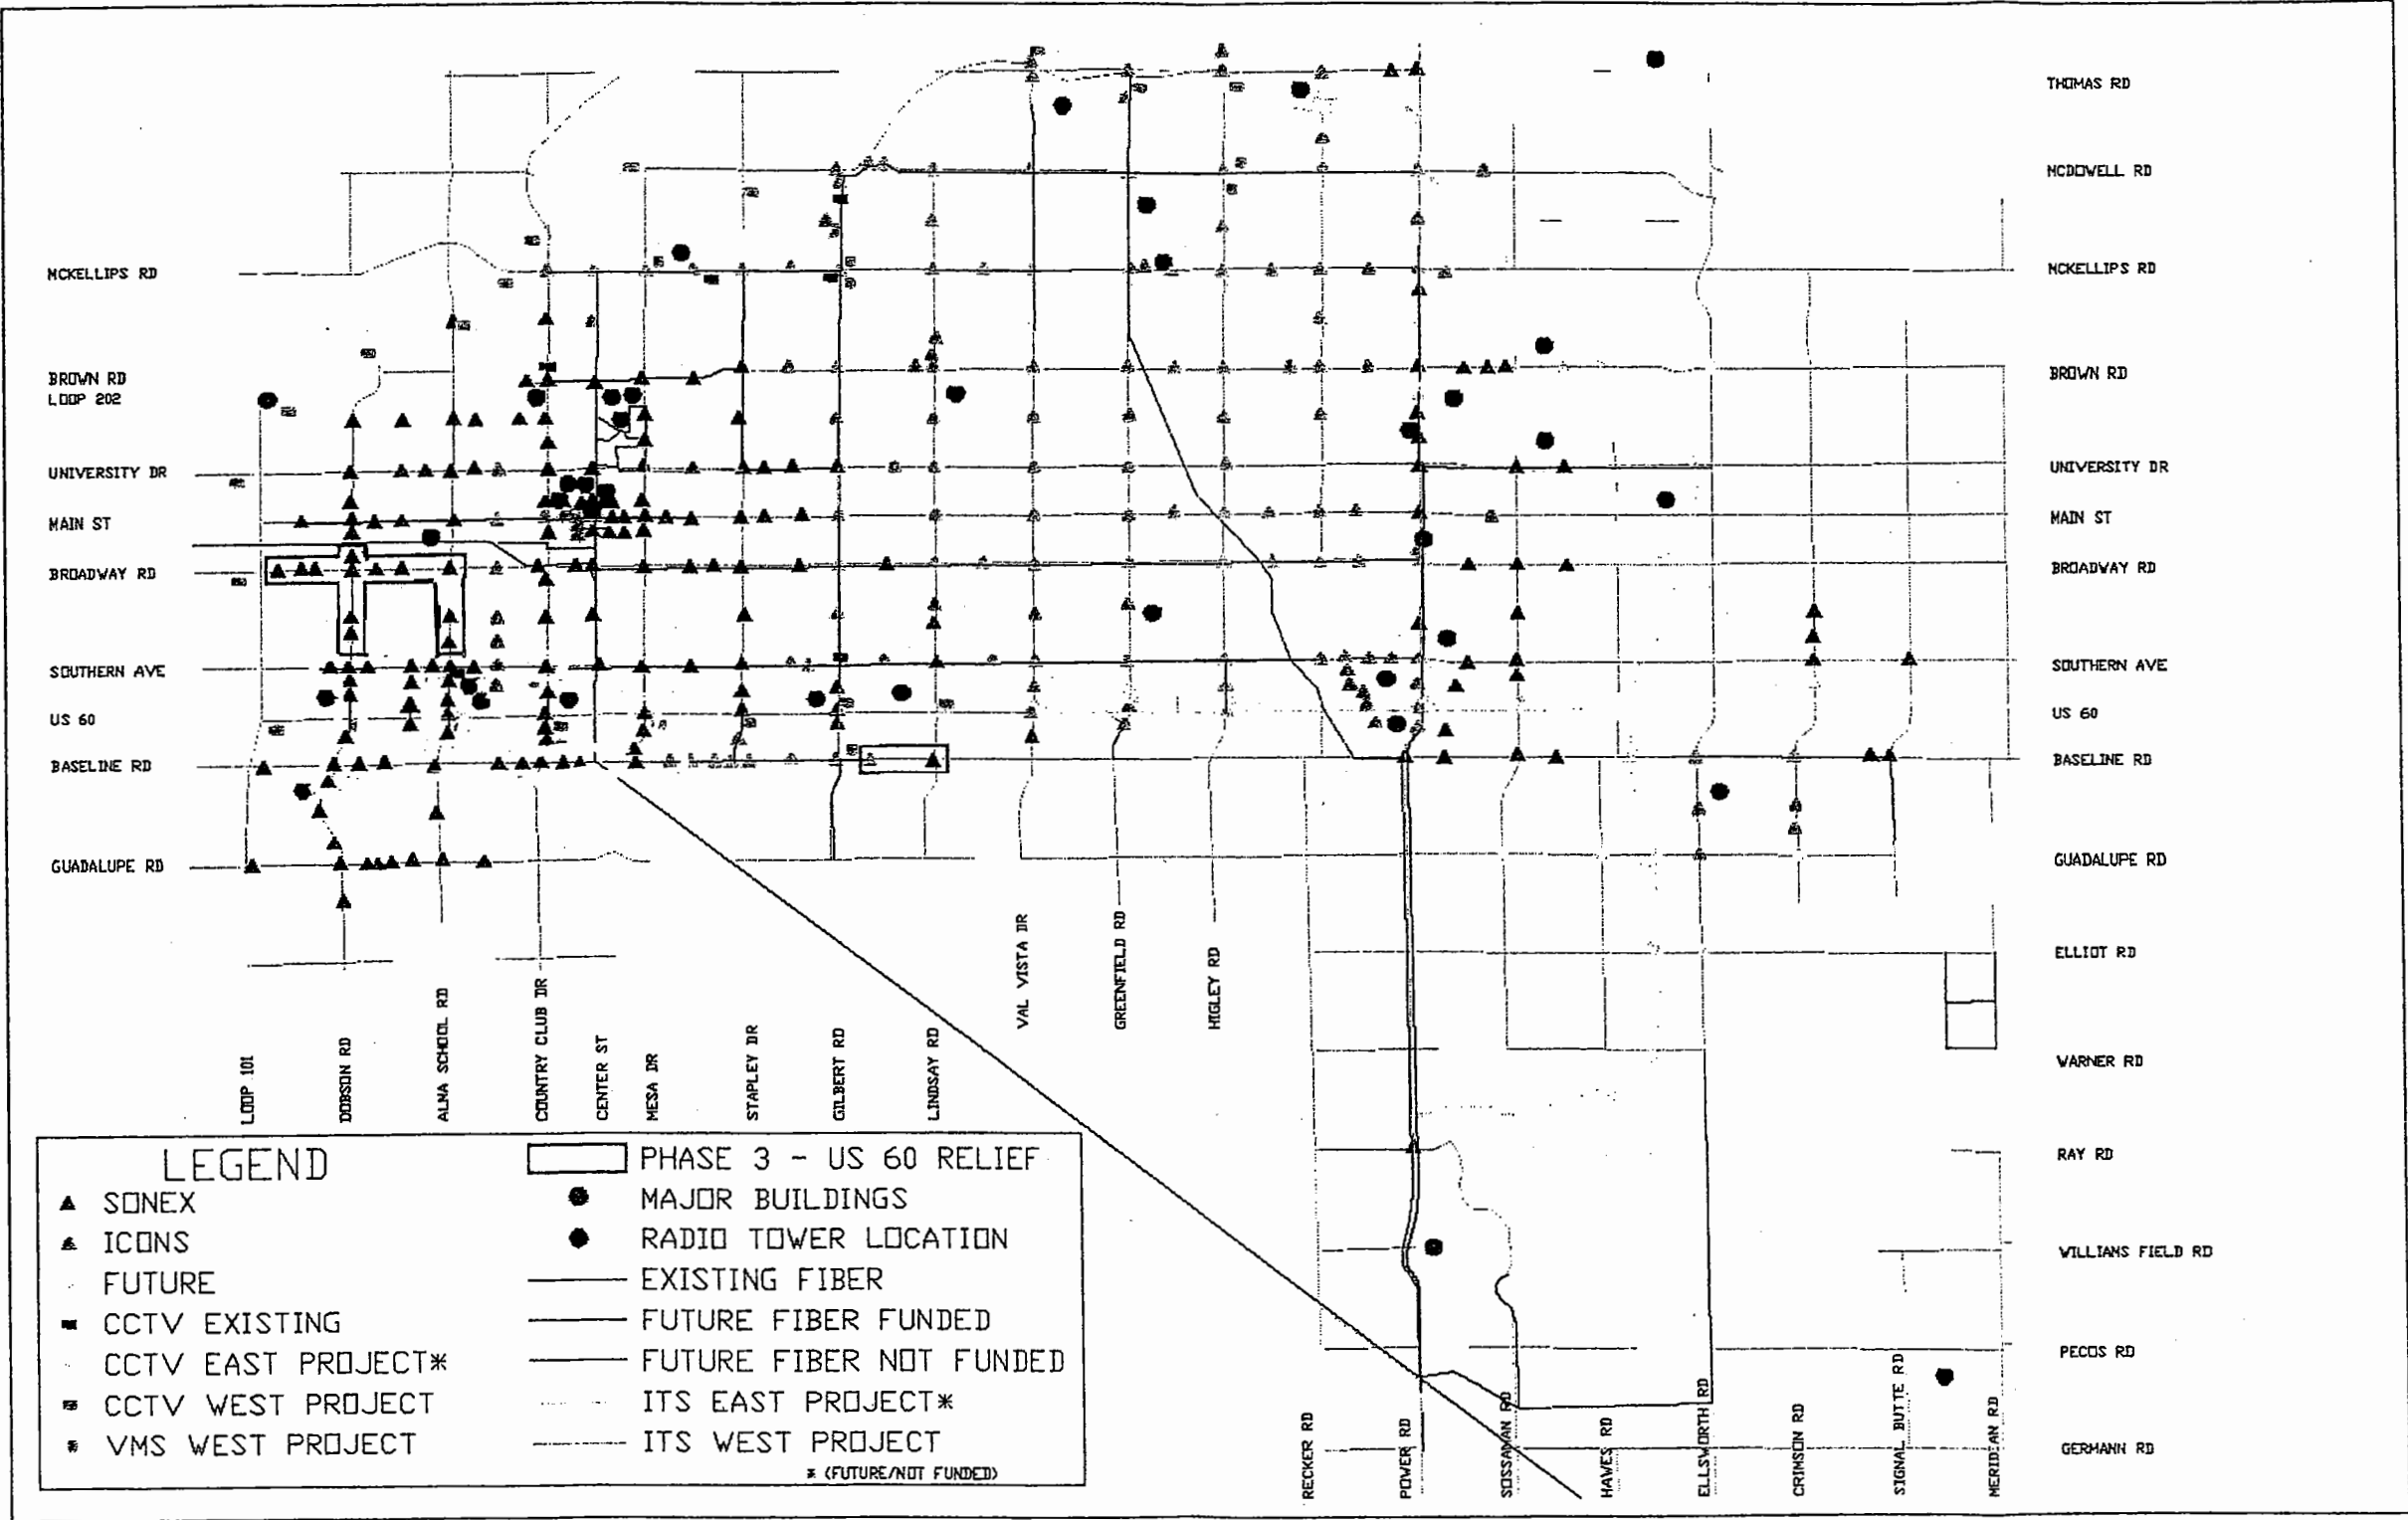 THOMAS RD
MCDOWELL RD
MCKELLIPS RD
MCKELLIPS RD
BROWN RD
LOOP 202
BROWN RD
UNIVERSITY DR
UNIVERSITY DR
MAIN ST
MAIN ST
BROADWAY RD
BROADWAY RD
SOUTHERN AVE
SOUTHERN AVE
US 60
US 60
BASELINE RD
BASELINE RD
GUADALUPE RD
GUADALUPE RD
ELLIOT RD
WARNER RD
RAY RD
WILLIAMS FIELD RD
PECOS RD
GERMANN RD
LOOP 101
DOBSON RD
ALMA SCHOOL RD
COUNTRY CLUB DR
CENTER ST
MESA DR
STAPLEY DR
GILBERT RD
LINDSAY RD
VAL VISTA DR
GREENFIELD RD
HIGLEY RD
RECKER RD
POWER RD
SOSSAMAN RD
HAWES RD
ELLSWORTH RD
CRIMSON RD
SIGNAL BUTTE RD
MERIDIAN RD
LEGEND
SONEX
ICONS
FUTURE
CCTV EXISTING
CCTV EAST PROJECT*
CCTV WEST PROJECT
VMS WEST PROJECT
PHASE 3 - US 60 RELIEF
MAJOR BUILDINGS
RADIO TOWER LOCATION
EXISTING FIBER
FUTURE FIBER FUNDED
FUTURE FIBER NOT FUNDED
ITS EAST PROJECT*
ITS WEST PROJECT
* (FUTURE/NOT FUNDED)